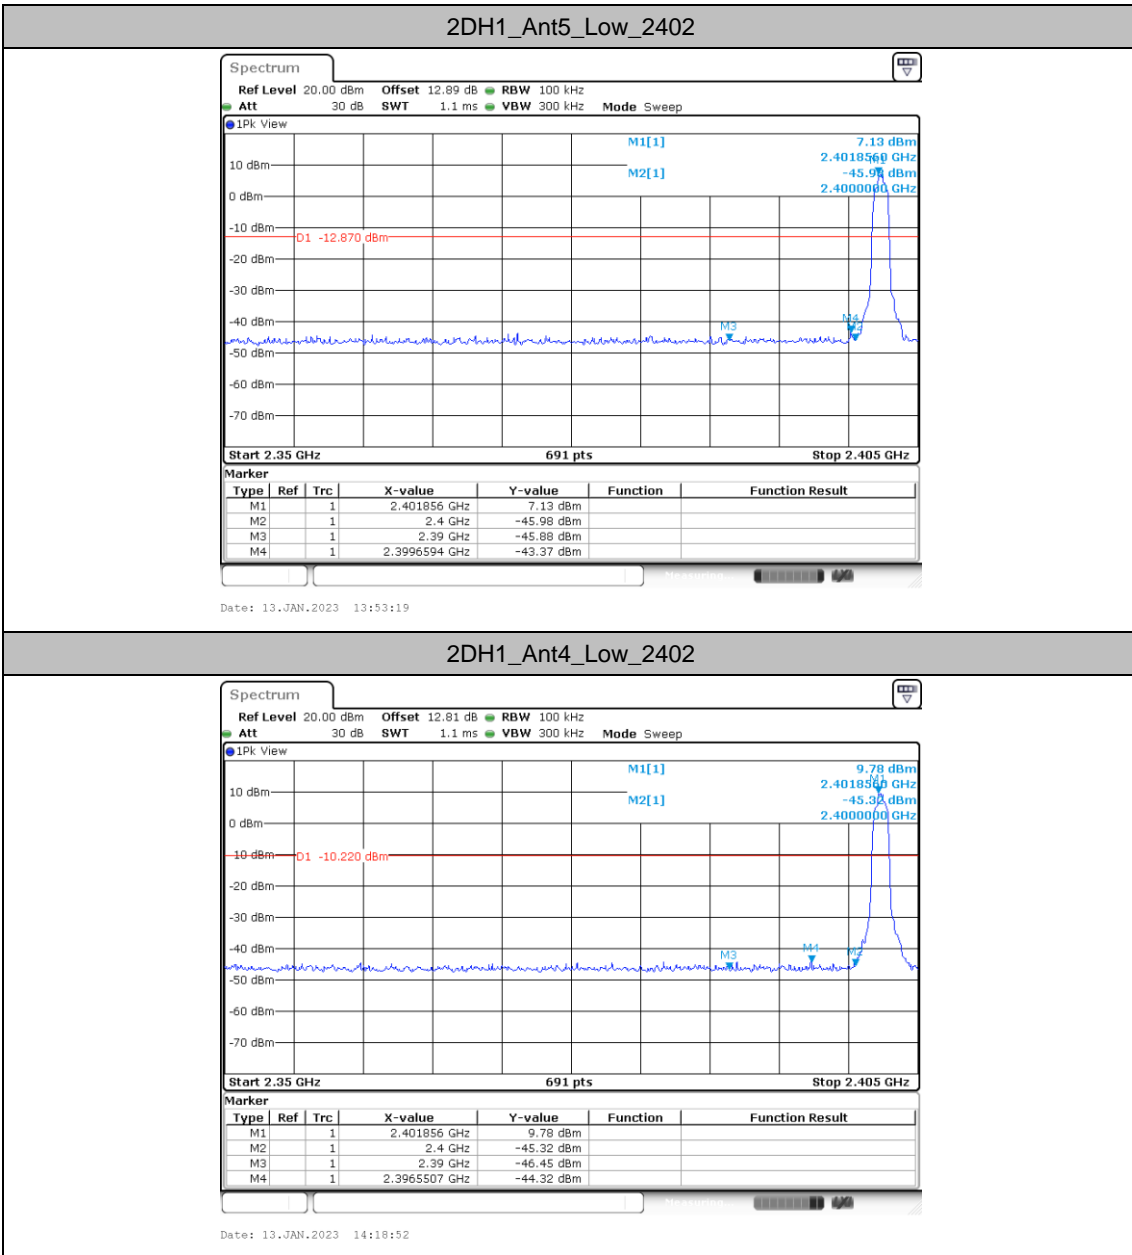 2DH1_Ant5_Low_2402
Spectrum
Ref Level 20.00 dBm Offset 12.89 dB RBW 100 kHz
Att 30 dB SWT 1.1 ms VBW 300 kHz Mode Sweep
1Pk View
M1[1] 7.13 dBm
2.4018560 GHz
M2[1] -45.98 dBm
2.4000000 GHz
M1
10 dBm
0 dBm
-10 dBm
D1 -12.870 dBm
-20 dBm
-30 dBm
-40 dBm
M3
M4
M2
-50 dBm
-60 dBm
-70 dBm
Start 2.35 GHz 691 pts Stop 2.405 GHz
Marker
Type Ref Trc X-value Y-value Function Function Result
M1 1 2.401856 GHz 7.13 dBm
M2 1 2.4 GHz -45.98 dBm
M3 1 2.39 GHz -45.88 dBm
M4 1 2.3996594 GHz -43.37 dBm
Measuring...
Date: 13.JAN.2023 13:53:19
2DH1_Ant4_Low_2402
Spectrum
Ref Level 20.00 dBm Offset 12.81 dB RBW 100 kHz
Att 30 dB SWT 1.1 ms VBW 300 kHz Mode Sweep
1Pk View
M1[1] 9.78 dBm
2.4018560 GHz
M2[1] -45.32 dBm
2.4000000 GHz
M1
10 dBm
0 dBm
-10 dBm
D1 -10.220 dBm
-20 dBm
-30 dBm
-40 dBm
M3
M4
M2
-50 dBm
-60 dBm
-70 dBm
Start 2.35 GHz 691 pts Stop 2.405 GHz
Marker
Type Ref Trc X-value Y-value Function Function Result
M1 1 2.401856 GHz 9.78 dBm
M2 1 2.4 GHz -45.32 dBm
M3 1 2.39 GHz -46.45 dBm
M4 1 2.3965507 GHz -44.32 dBm
Measuring...
Date: 13.JAN.2023 14:18:52